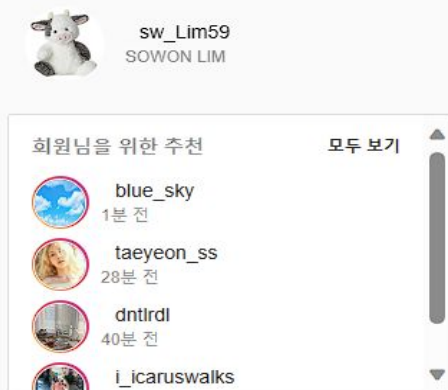 sw_Lim59
SOWON LIM
회원님을 위한 추천 모두 보기
blue_sky
1분 전
taeyeon_ss
28분 전
dntlrdl
40분 전
i_icaruswalks